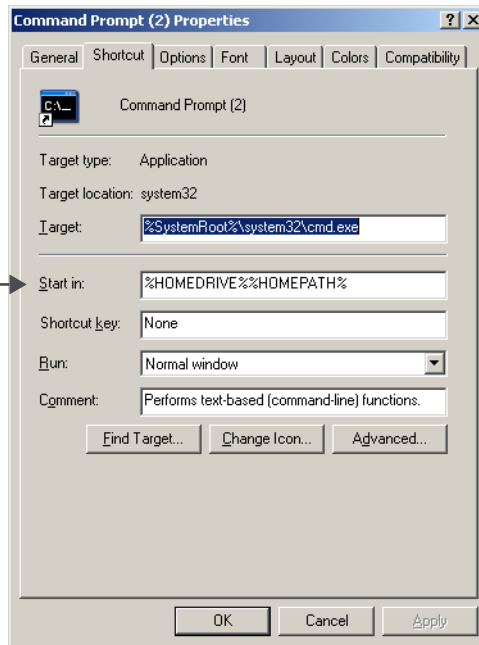 Command Prompt (2) Properties
General Shortcut Options Font Layout Colors Compatibility
C:\_
Command Prompt (2)
Target type: Application
Target location: system32
Target: %SystemRoot%\system32\cmd.exe
Start in: %HOMEDRIVE%%HOMEPATH%
Shortcut key: None
Run: Normal window
Comment: Performs text-based (command-line) functions.
Find Target... Change Icon... Advanced...
OK Cancel Apply